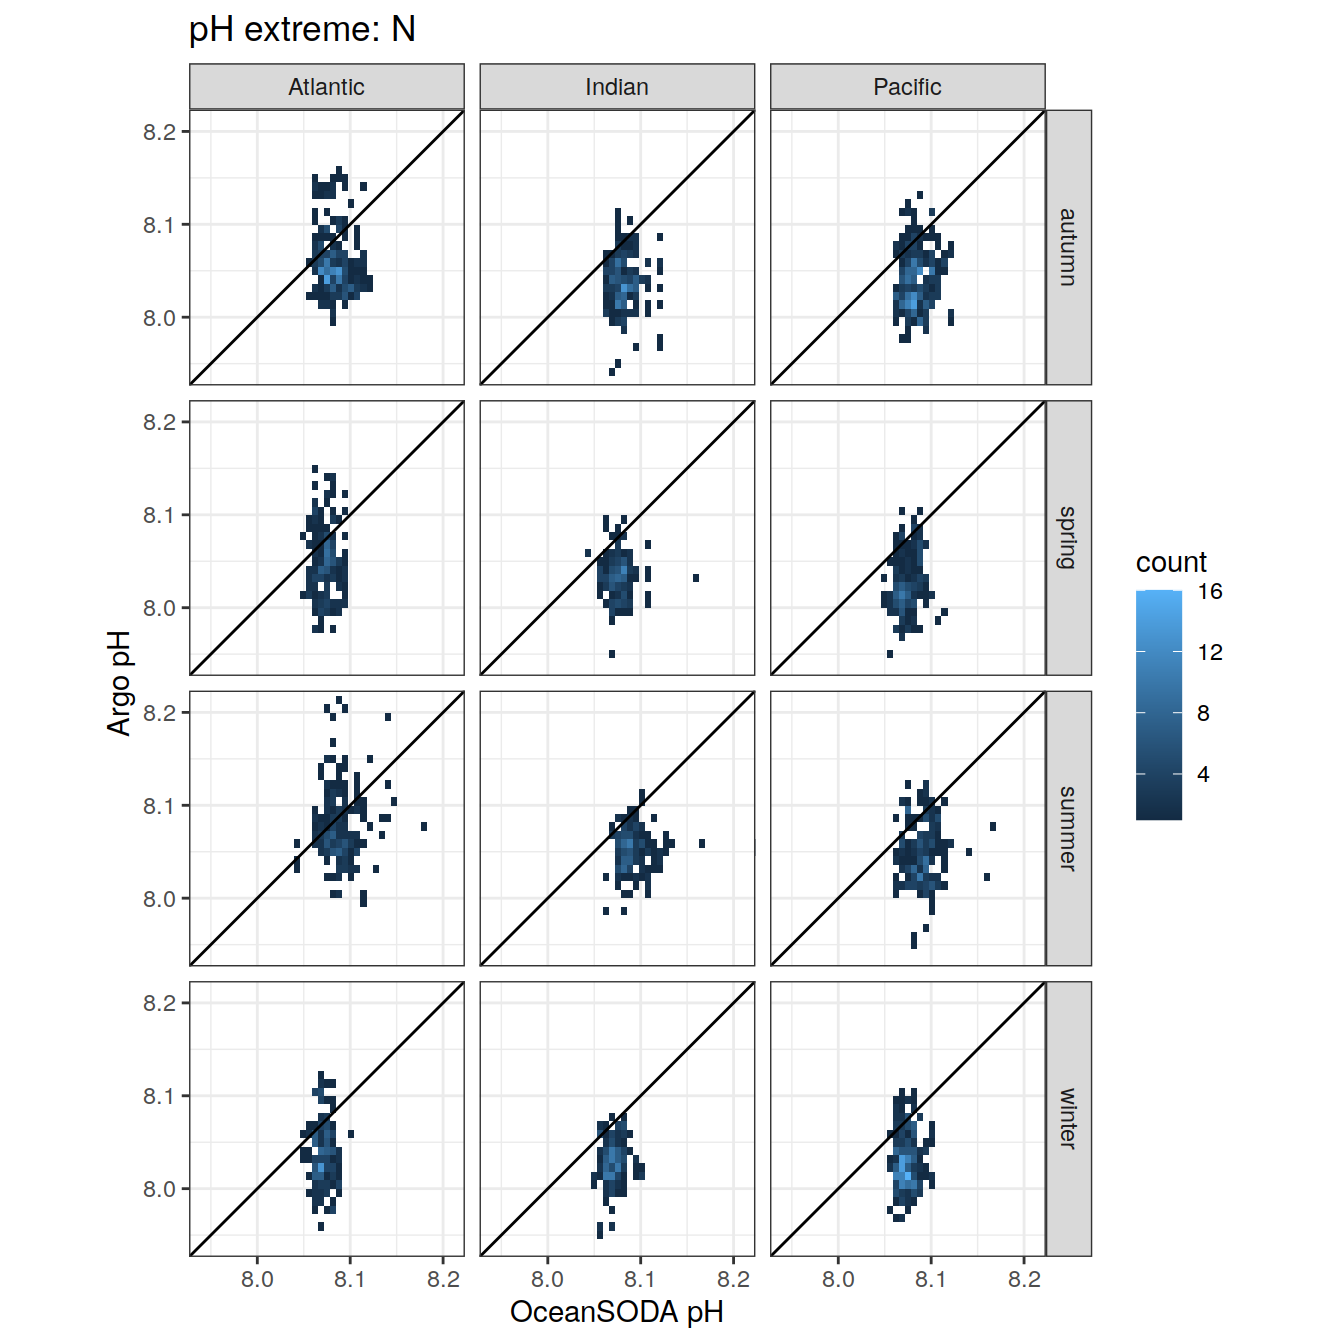 pH extreme: N
Atlantic Indian Pacific
8.2
8.1
8.0
autumn
8.2
8.1
8.0
spring
8.2
8.1
8.0
summer
8.2
8.1
8.0
winter
8.0 8.1 8.2 8.0 8.1 8.2 8.0 8.1 8.2
OceanSODA pH
Argo pH
count
16
12
8
4